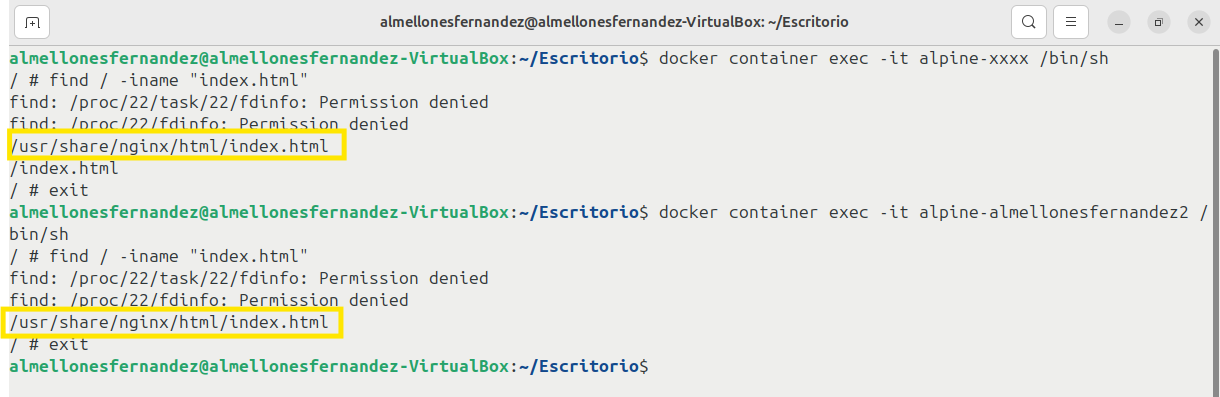 almellonesfernandez@almellonesfernandez-VirtualBox: ~/Escritorio
almellonesfernandez@almellonesfernandez-VirtualBox:~/Escritorio$ docker container exec -it alpine-xxxx /bin/sh
/ # find / -iname "index.html"
find: /proc/22/task/22/fdinfo: Permission denied
find: /proc/22/fdinfo: Permission denied
/usr/share/nginx/html/index.html
/index.html
/ # exit
almellonesfernandez@almellonesfernandez-VirtualBox:~/Escritorio$ docker container exec -it alpine-almellonesfernandez2 /
bin/sh
/ # find / -iname "index.html"
find: /proc/22/task/22/fdinfo: Permission denied
find: /proc/22/fdinfo: Permission denied
/usr/share/nginx/html/index.html
/ # exit
almellonesfernandez@almellonesfernandez-VirtualBox:~/Escritorio$